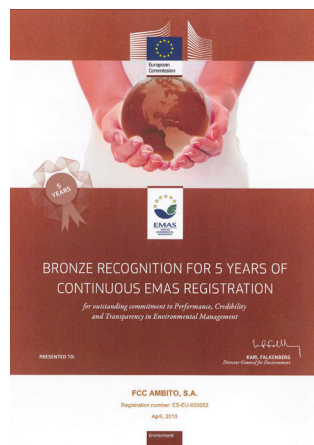 European
Commission
5
YEARS
EMAS
BRONZE RECOGNITION FOR 5 YEARS OF
CONTINUOUS EMAS REGISTRATION
for outstanding commitment to Performance, Credibility
and Transparency in Environmental Management
PRESENTED TO:
KARL FALKENBERG
Director General for Environment
FCC AMBITO, S.A.
Registration number: ES-EU-000052
April, 2010
Environment